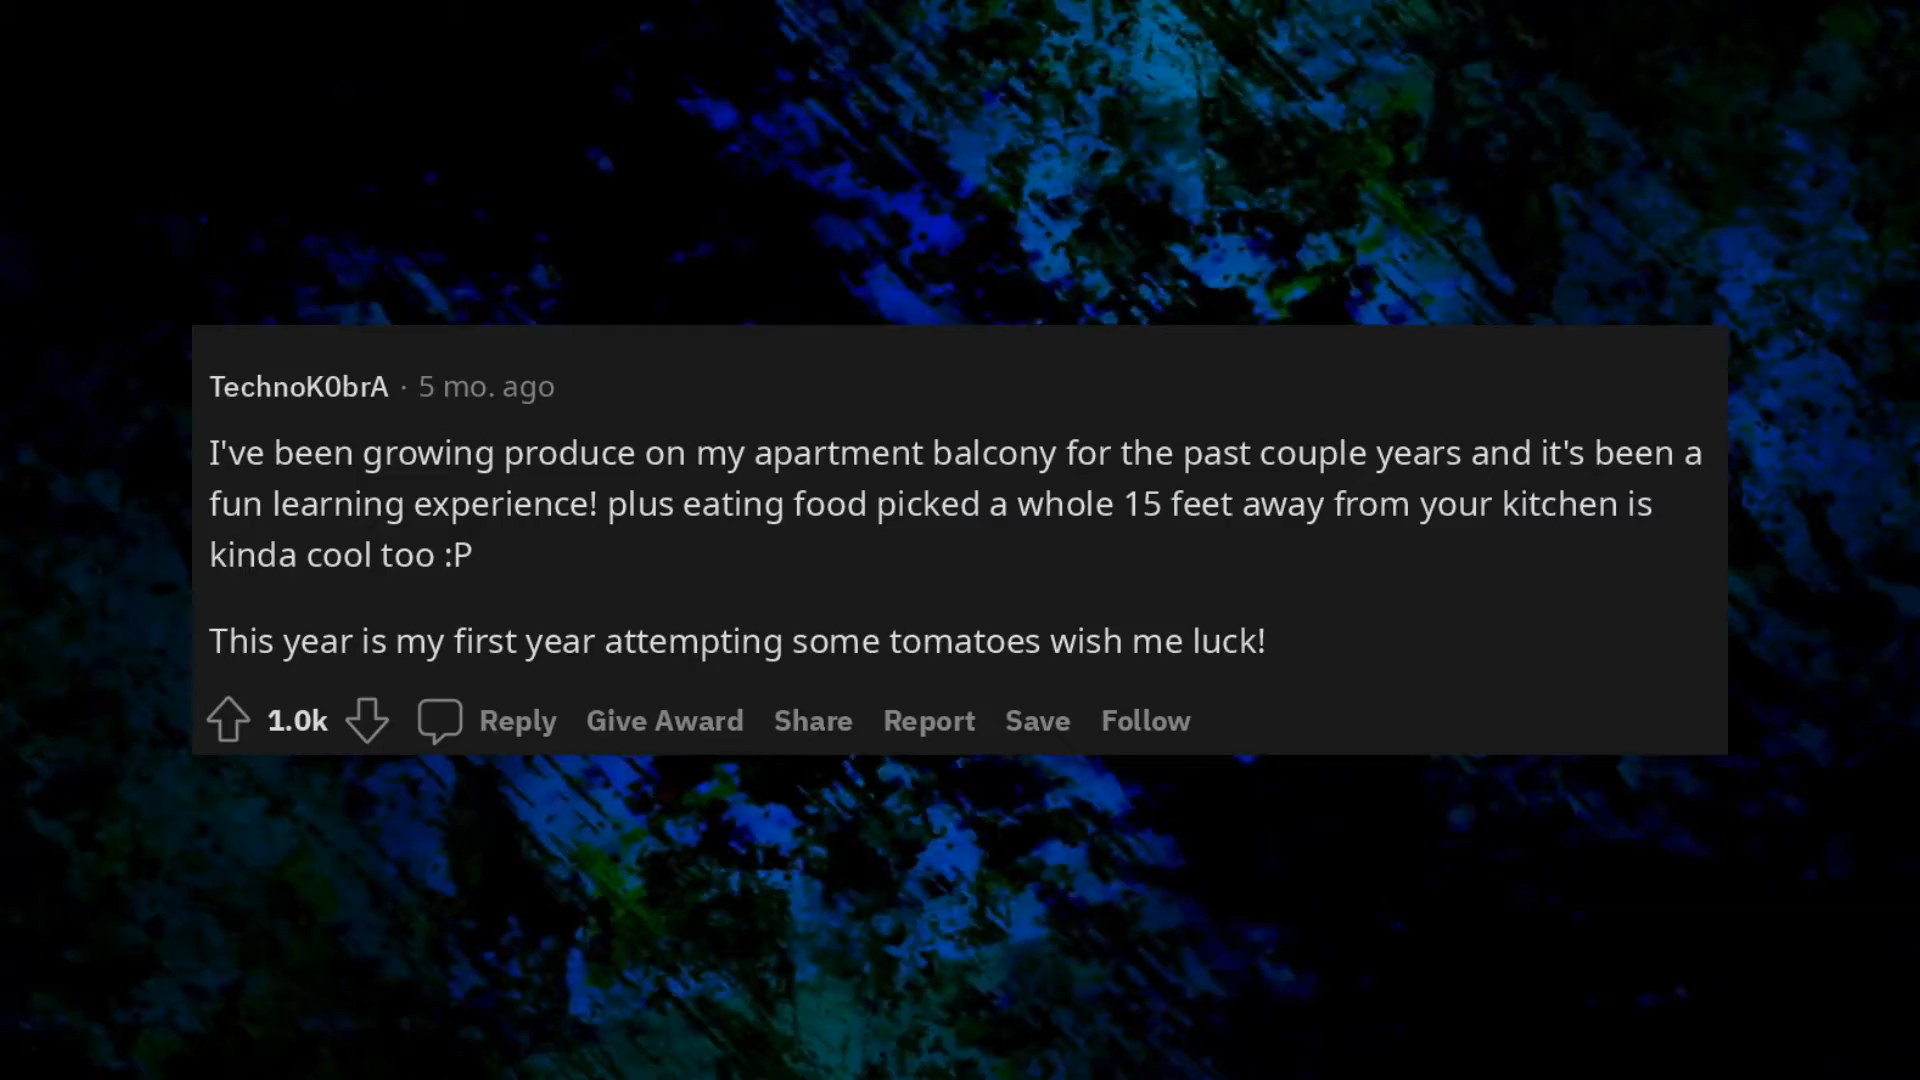 TechnoK0brA · 5 mo. ago
I've been growing produce on my apartment balcony for the past couple years and it's been a
fun learning experience! plus eating food picked a whole 15 feet away from your kitchen is
kinda cool too :P
This year is my first year attempting some tomatoes wish me luck!
1.0k Reply Give Award Share Report Save Follow